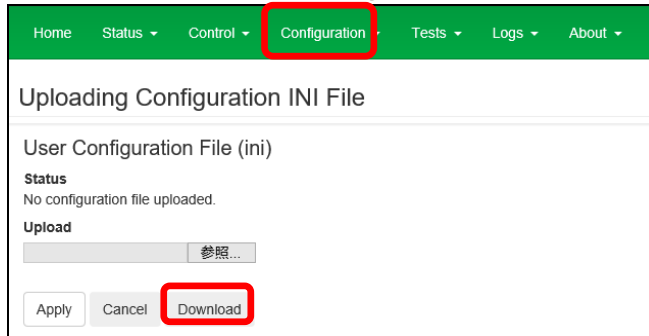 Home Status Control Configuration Tests Logs About
Uploading Configuration INI File
User Configuration File (ini)
Status
No configuration file uploaded.
Upload
参照...
Apply Cancel Download